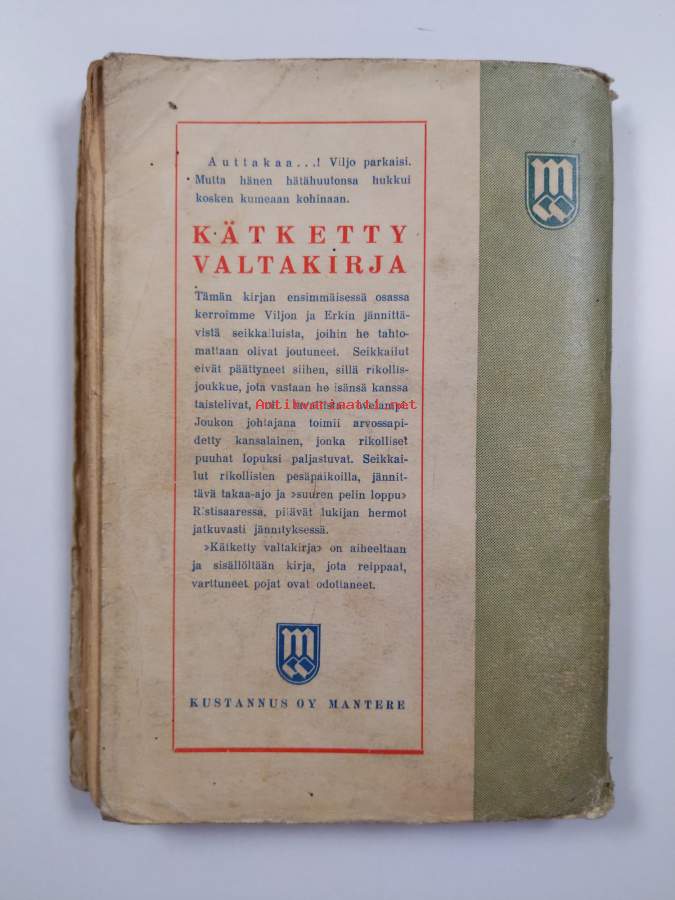 Auttakaa...! Viljo parkaisi.
Mutta hänen hätähuutonsa hukkui
kosken kumeaan kohinaan.
KÄTKETTY
VALTAKIRJA
Tämän kirjan ensimmäisessä osassa
kerroimme Viljon ja Erkin jännittä-
vistä seikkailuista, joihin he tahto-
mattaan olivat joutuneet. Seikkailut
eivät päättyneet siihen, sillä rikollis-
joukkue, jota vastaan he isänsä kanssa
taistelivat, oli
Antikvariaatti.net
Joukon johtajana toimii arvossapi-
detty kansalainen, jonka rikolliset
puuhat lopuksi paljastuvat. Seikkai-
lut rikollisten pesäpaikoilla, jännit-
tävä takaa-ajo ja »suuren pelin loppu»
Ristisaaressa, pitävät lukijan hermot
jatkuvasti jännityksessä.
»Kätketty valtakirja» on aiheeltaan
ja sisällöltään kirja, jota reippaat,
varttuneet pojat ovat odottaneet.
KUSTANNUS OY MANTERE